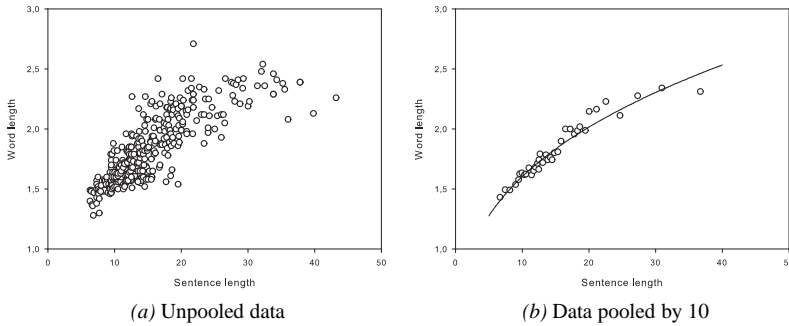 3,0
2,5
2,0
1,5
1,0
Word length
0 10 20 30 40 50
Sentence length
(a) Unpooled data
3,0
2,5
2,0
1,5
1,0
Word length
0 10 20 30 40 50
Sentence length
(b) Data pooled by 10